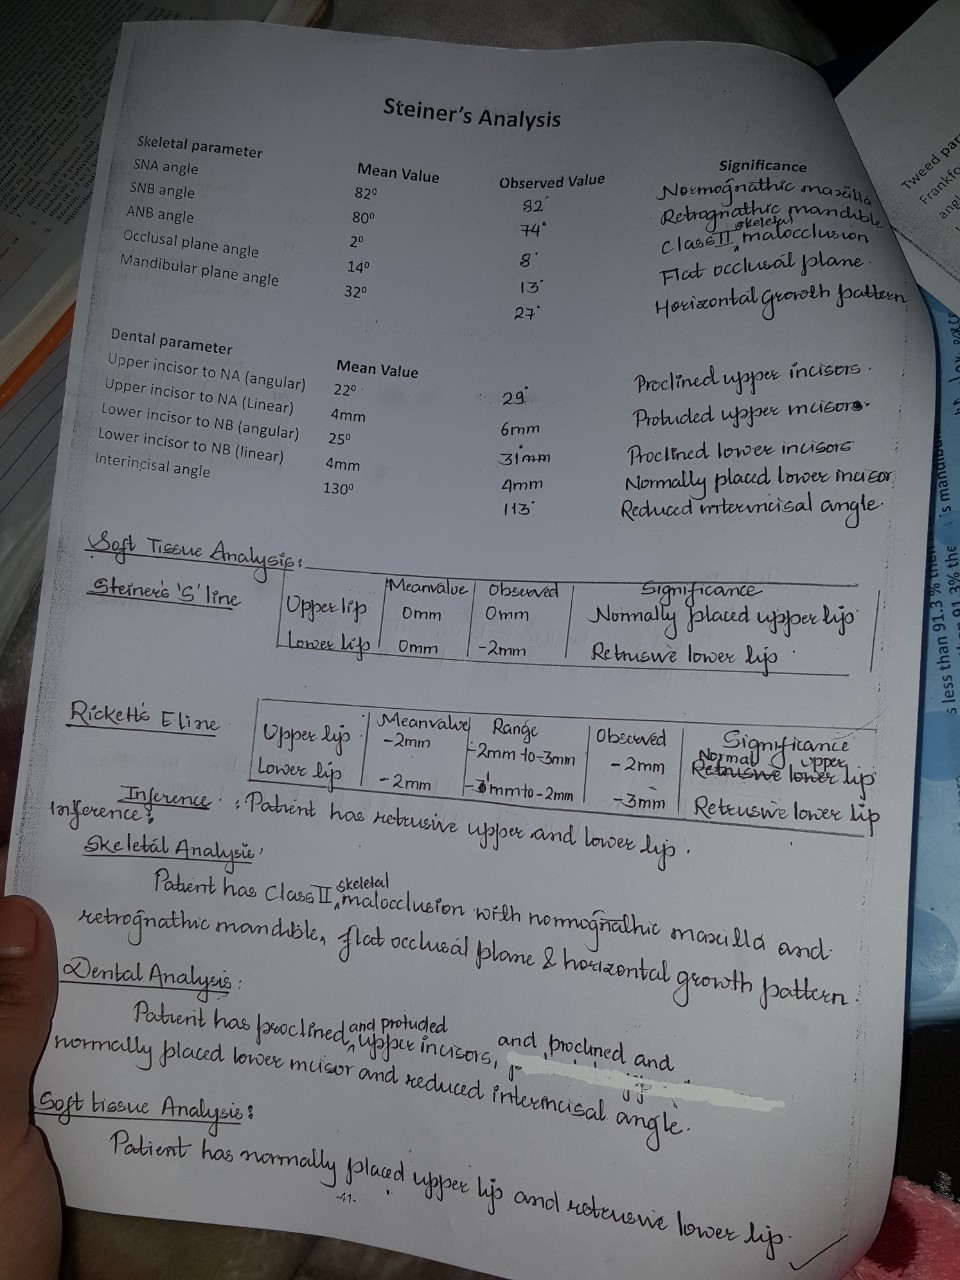 Steiner's Analysis
Skeletal parameter Mean Value Observed Value Significance
SNA angle 82⁰ 82° Normognathic maxilla
SNB angle 80⁰ 74° Retrognathic mandible
ANB angle 2⁰ 8° Class II skeletal malocclusion
Occlusal plane angle 14⁰ 13° Flat occlusal plane.
Mandibular plane angle 32⁰ 27° Horizontal growth pattern
Dental parameter Mean Value
Upper incisor to NA (angular) 22⁰ 29° Proclined upper incisors.
Upper incisor to NA (Linear) 4mm 6mm Protuded upper incisors.
Lower incisor to NB (angular) 25⁰ 31° Proclined lower incisors
Lower incisor to NB (linear) 4mm 4mm Normally placed lower incisor
Interincisal angle 130⁰ 113° Reduced interincisal angle.
Soft Tissue Analysis:
Steiner's 'S' line
Meanvalue Observed Significance
Upper lip 0mm 0mm Normally placed upper lip
Lower lip 0mm -2mm Retrusive lower lip
Rickett's E line
Meanvalue Range Observed Significance
Upper lip -2mm -2mm to -3mm -2mm Normal upper lip
Lower lip -2mm -1mm to -2mm -3mm Retrusive lower lip
Inference : Patient has retrusive upper and lower lip.
Inference:
Skeletal Analysis:
Patient has Class II skeletal malocclusion with normognathic maxilla and
retrognathic mandible, flat occlusal plane & horizontal growth pattern.
Dental Analysis:
Patient has proclined and protuded upper incisors, and proclined and
normally placed lower incisor and reduced interincisal angle.
Soft tissue Analysis:
Patient has normally placed upper lip and retrusive lower lip.
-41-
Tweed par
Frankfo
angl
s less than 91.3% then
than 91.3% the
's mandibu